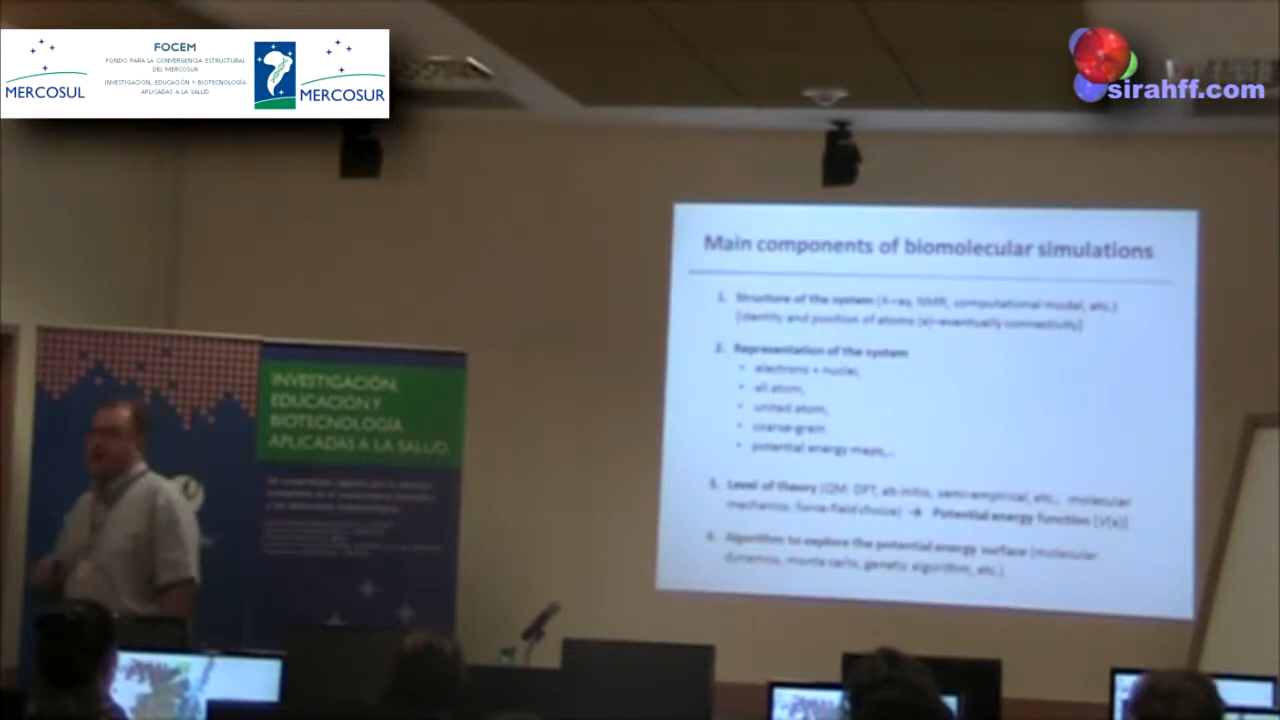 FOCEM
FONDO PARA LA CONVERGENCIA ESTRUCTURAL
DEL MERCOSUR
INVESTIGACIÓN, EDUCACIÓN Y BIOTECNOLOGÍA
APLICADAS A LA SALUD
MERCOSUL
MERCOSUR
sirahff.com
Main components of biomolecular simulations
1. Structure of the system (X-ray, NMR, computational model, etc.)
[identity and position of atoms (x)-eventually connectivity]
2. Representation of the system
• electrons + nuclei,
• all atom,
• united atom,
• coarse-grain
• potential energy maps,..
3. Level of theory (QM: DFT, ab initio, semi-empirical, etc., molecular
mechanics: force-field choice) → Potential energy function [V(x)]
4. Algorithm to explore the potential energy surface (molecular
dynamics, monte carlo, genetic algorithm, etc.)
INVESTIGACIÓN,
EDUCACIÓN Y
BIOTECNOLOGÍA
APLICADAS A LA SALUD